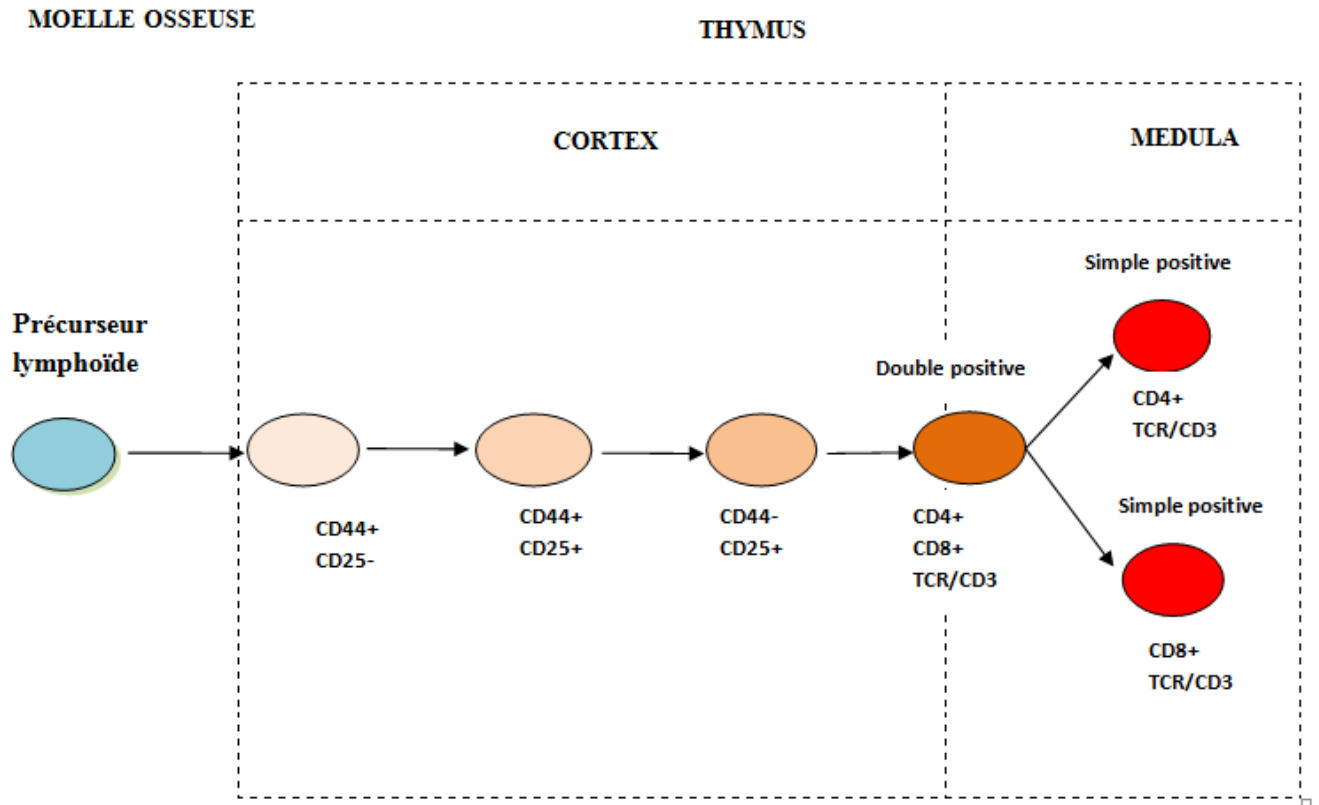 MOELLE OSSEUSE
THYMUS
CORTEX
MEDULA
Précurseur
lymphoïde
CD44+
CD25-
CD44+
CD25+
CD44-
CD25+
Double positive
CD4+
CD8+
TCR/CD3
Simple positive
CD4+
TCR/CD3
Simple positive
CD8+
TCR/CD3